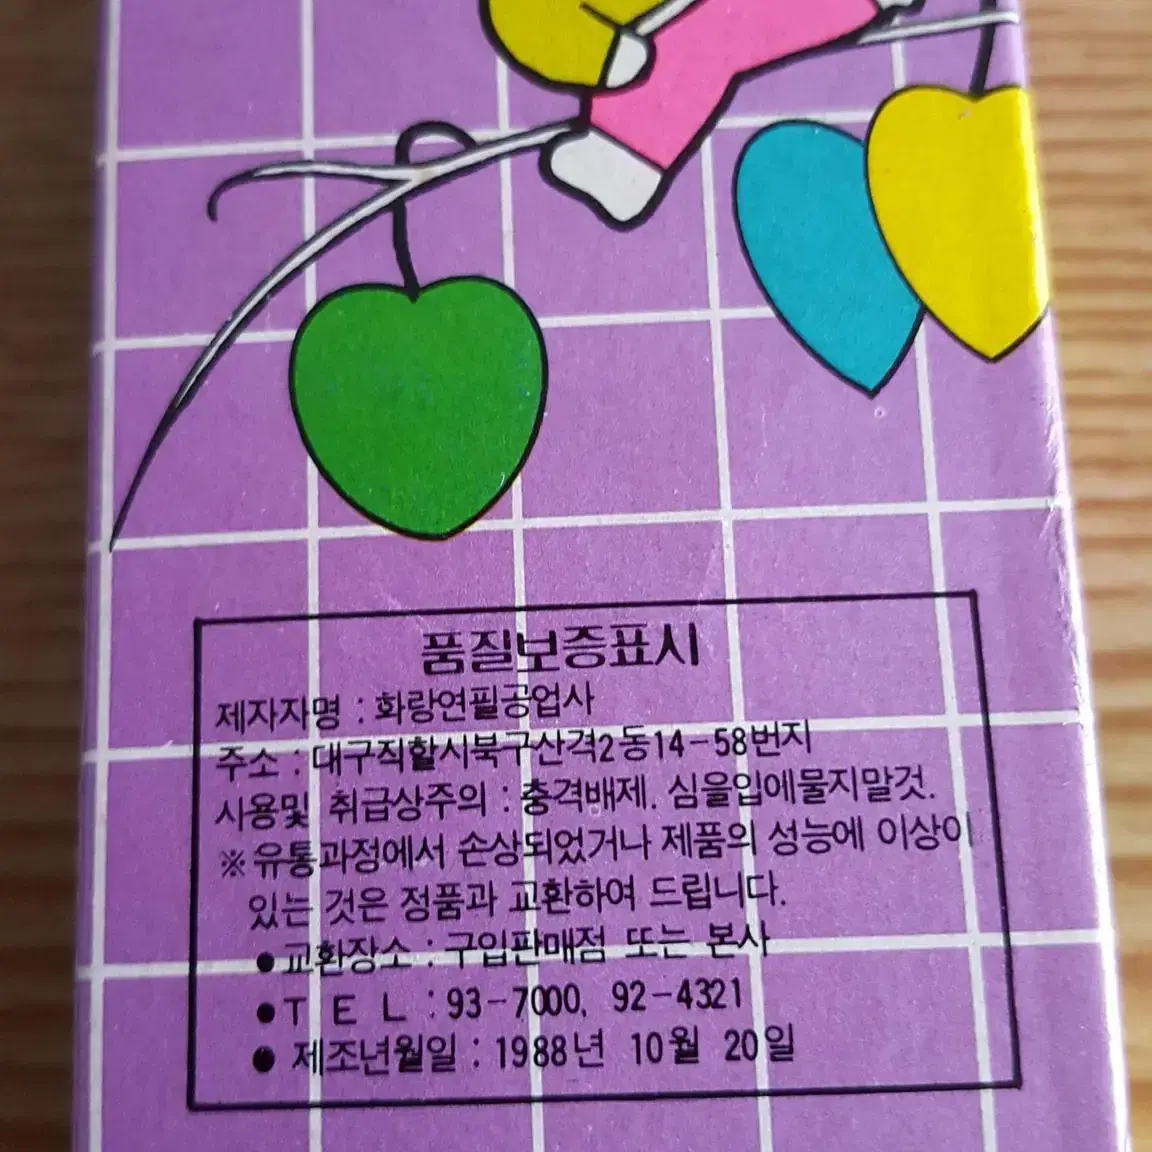 품질보증표시
제자자명 : 화랑연필공업사
주소 : 대구직할시북구산격2동14-58번지
사용및 취급상주의 : 충격배제. 심을입에물지말것.
※유통과정에서 손상되었거나 제품의 성능에 이상이
있는 것은 정품과 교환하여 드립니다.
●교환장소 : 구입판매점 또는 본사
●T E L : 93-7000, 92-4321
● 제조년월일 : 1988년 10월 20일